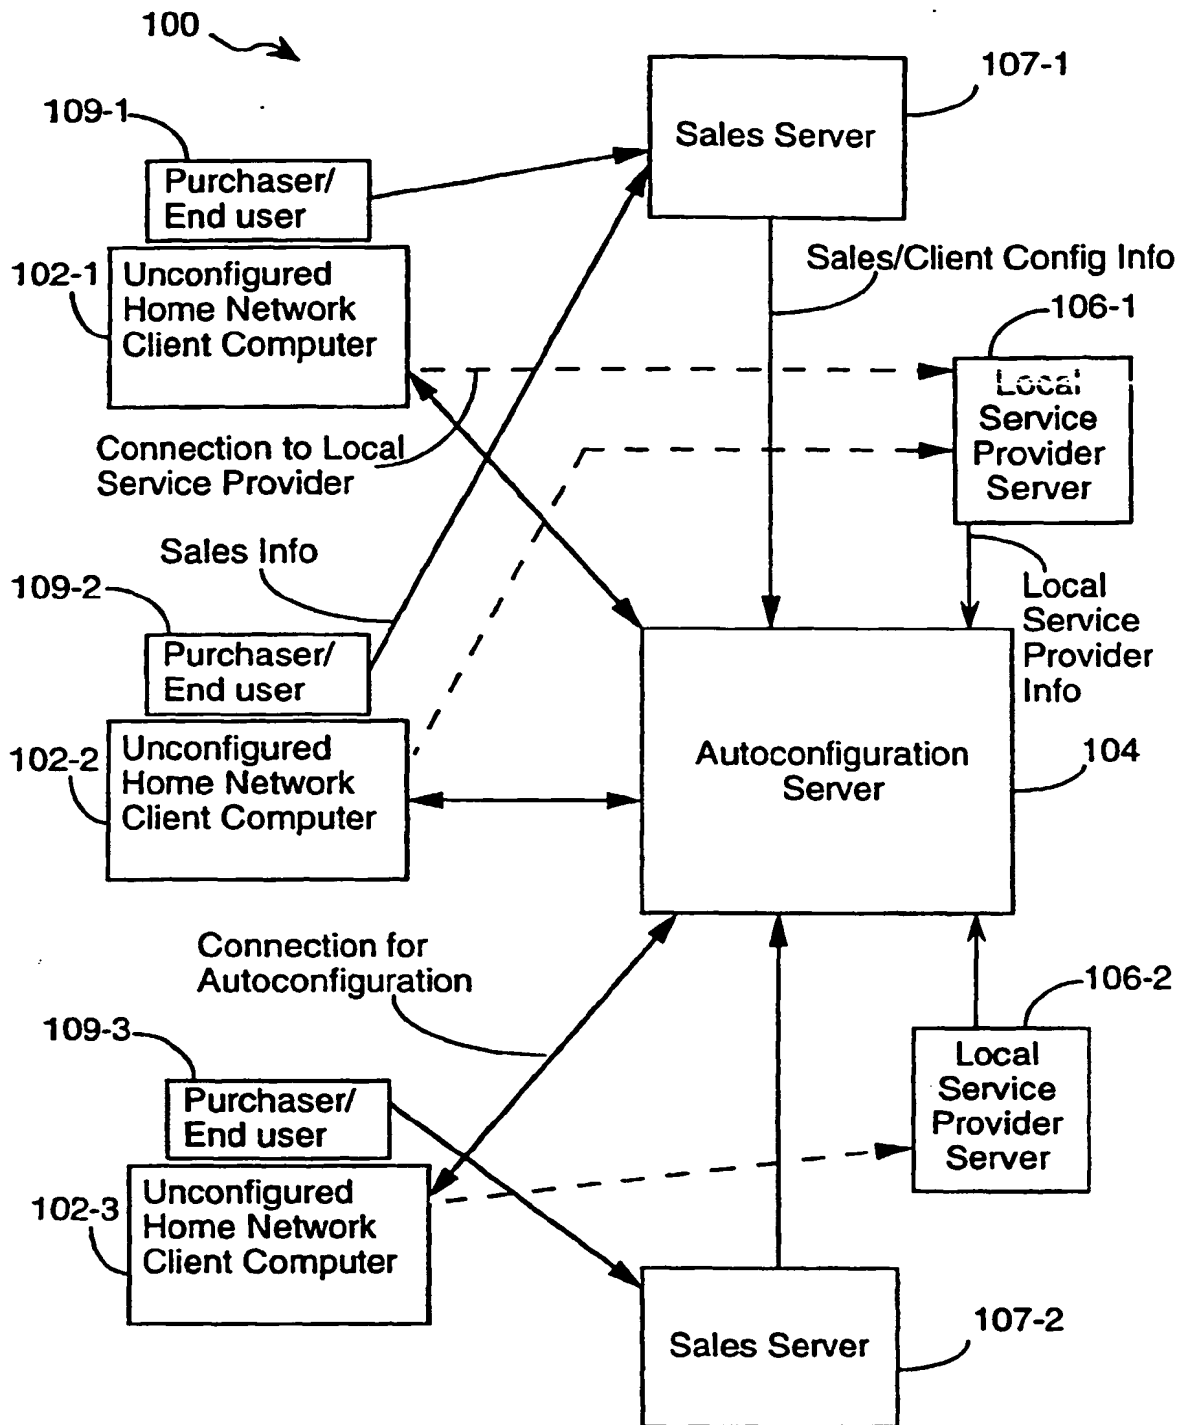 100
107-1
109-1
Sales Server
Purchaser/
End user
102-1
Unconfigured
Home Network
Client Computer
Sales/Client Config Info
106-1
Local
Service
Provider
Server
Connection to Local
Service Provider
Sales Info
109-2
Local
Service
Provider
Info
Purchaser/
End user
102-2
Unconfigured
Home Network
Client Computer
Autoconfiguration
Server
104
Connection for
Autoconfiguration
106-2
109-3
Local
Service
Provider
Server
Purchaser/
End user
102-3
Unconfigured
Home Network
Client Computer
107-2
Sales Server